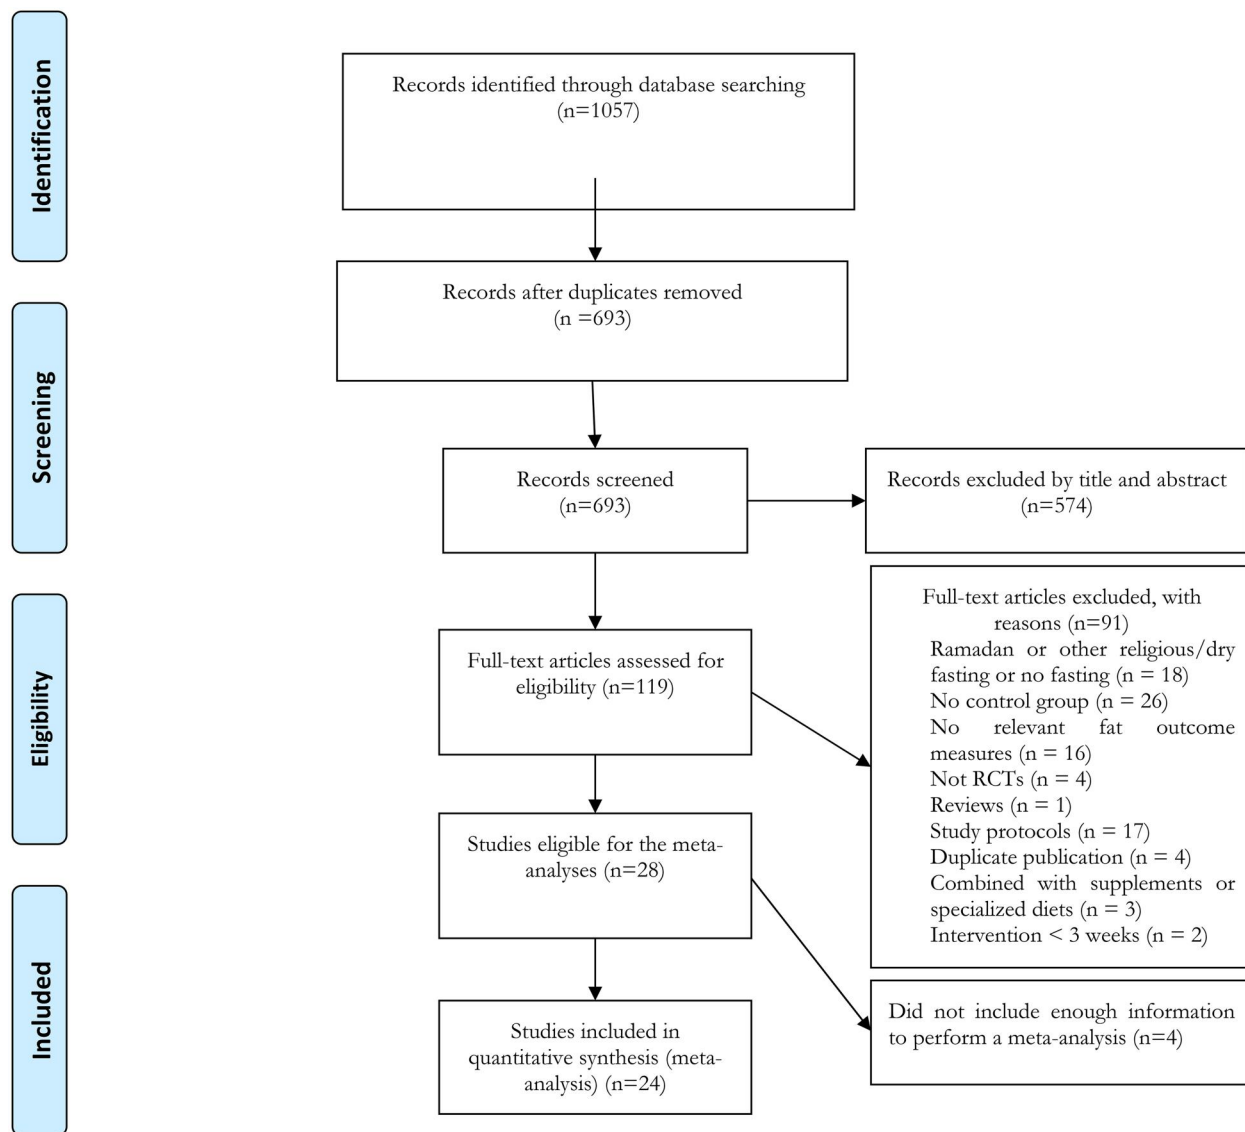 Identification
Records identified through database searching
(n=1057)
Records after duplicates removed
(n =693)
Screening
Records screened
(n=693)
Records excluded by title and abstract
(n=574)
Eligibility
Full-text articles assessed for
eligibility (n=119)
Full-text articles excluded, with
reasons (n=91)
Ramadan or other religious/dry
fasting or no fasting (n = 18)
No control group (n = 26)
No relevant fat outcome
measures (n = 16)
Not RCTs (n = 4)
Reviews (n = 1)
Study protocols (n = 17)
Duplicate publication (n = 4)
Combined with supplements or
specialized diets (n = 3)
Intervention < 3 weeks (n = 2)
Studies eligible for the meta-
analyses (n=28)
Included
Did not include enough information
to perform a meta-analysis (n=4)
Studies included in
quantitative synthesis (meta-
analysis) (n=24)